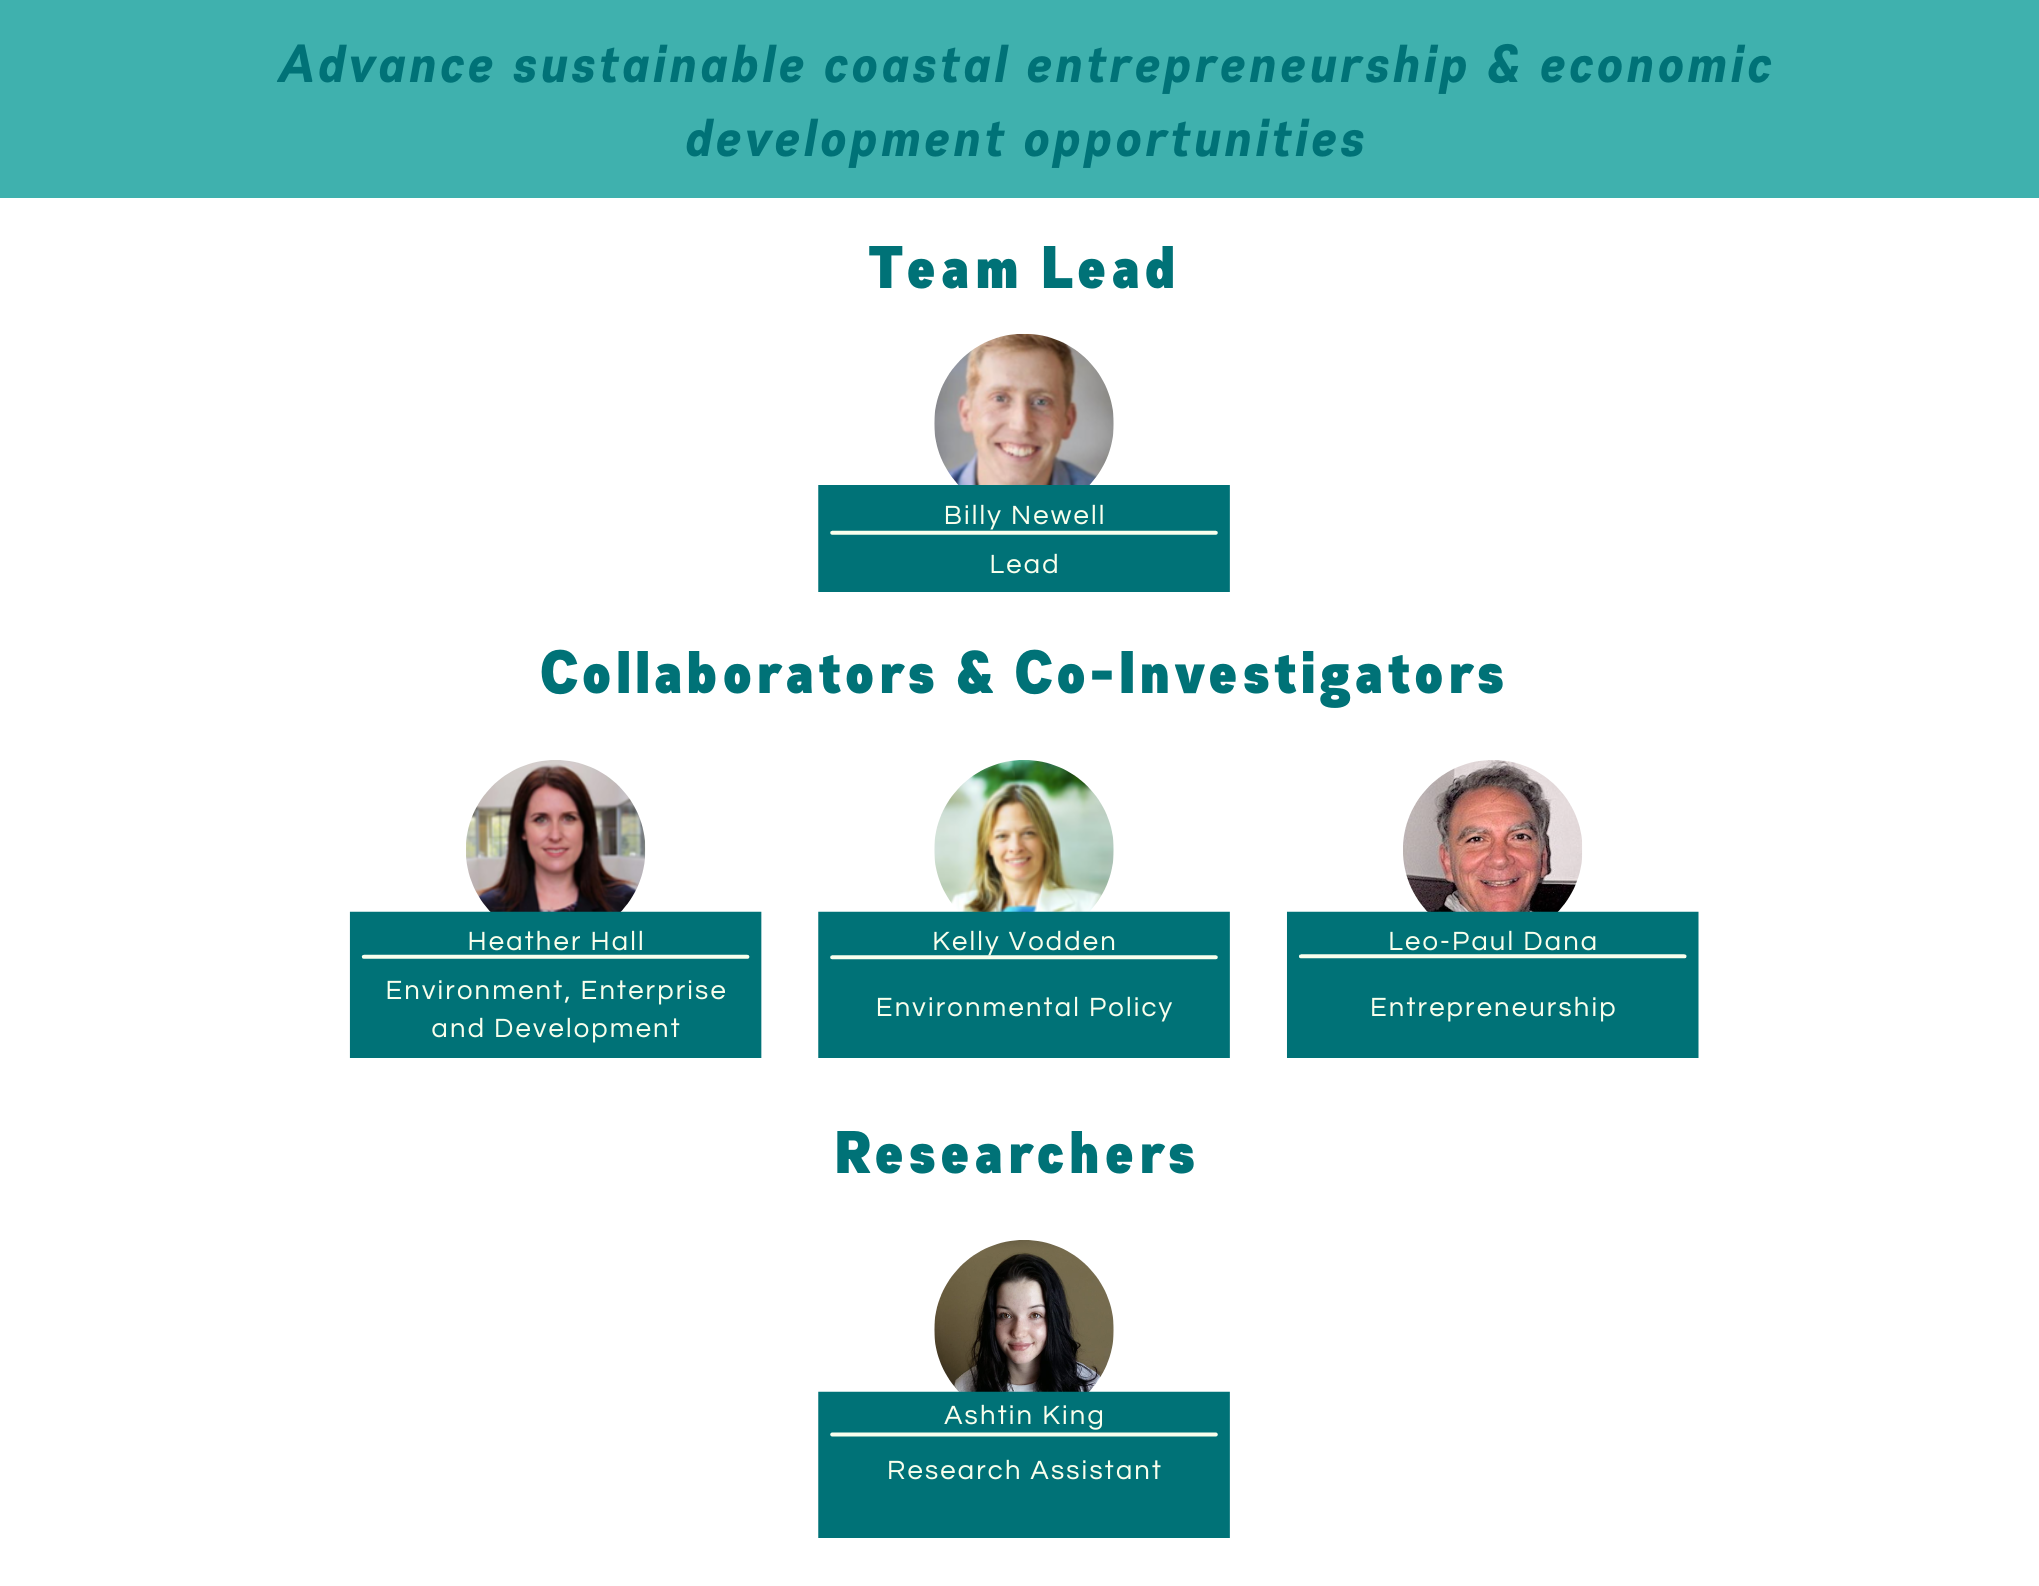 Advance sustainable coastal entrepreneurship & economic
development opportunities
Team Lead
Billy Newell
Lead
Collaborators & Co-Investigators
Heather Hall
Environment, Enterprise
and Development
Kelly Vodden
Environmental Policy
Leo-Paul Dana
Entrepreneurship
Researchers
Ashtin King
Research Assistant